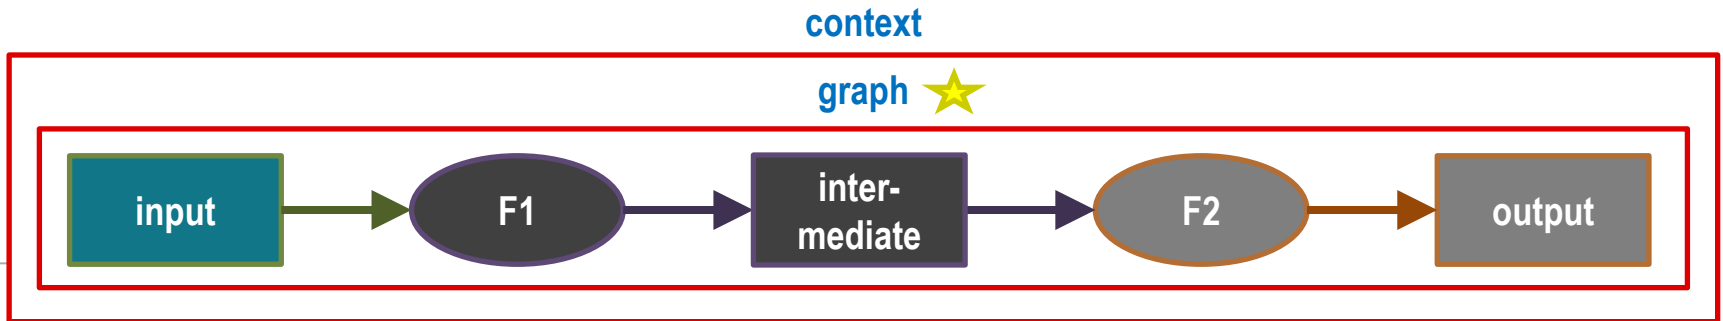 context
graph
input
F1
inter-
mediate
F2
output